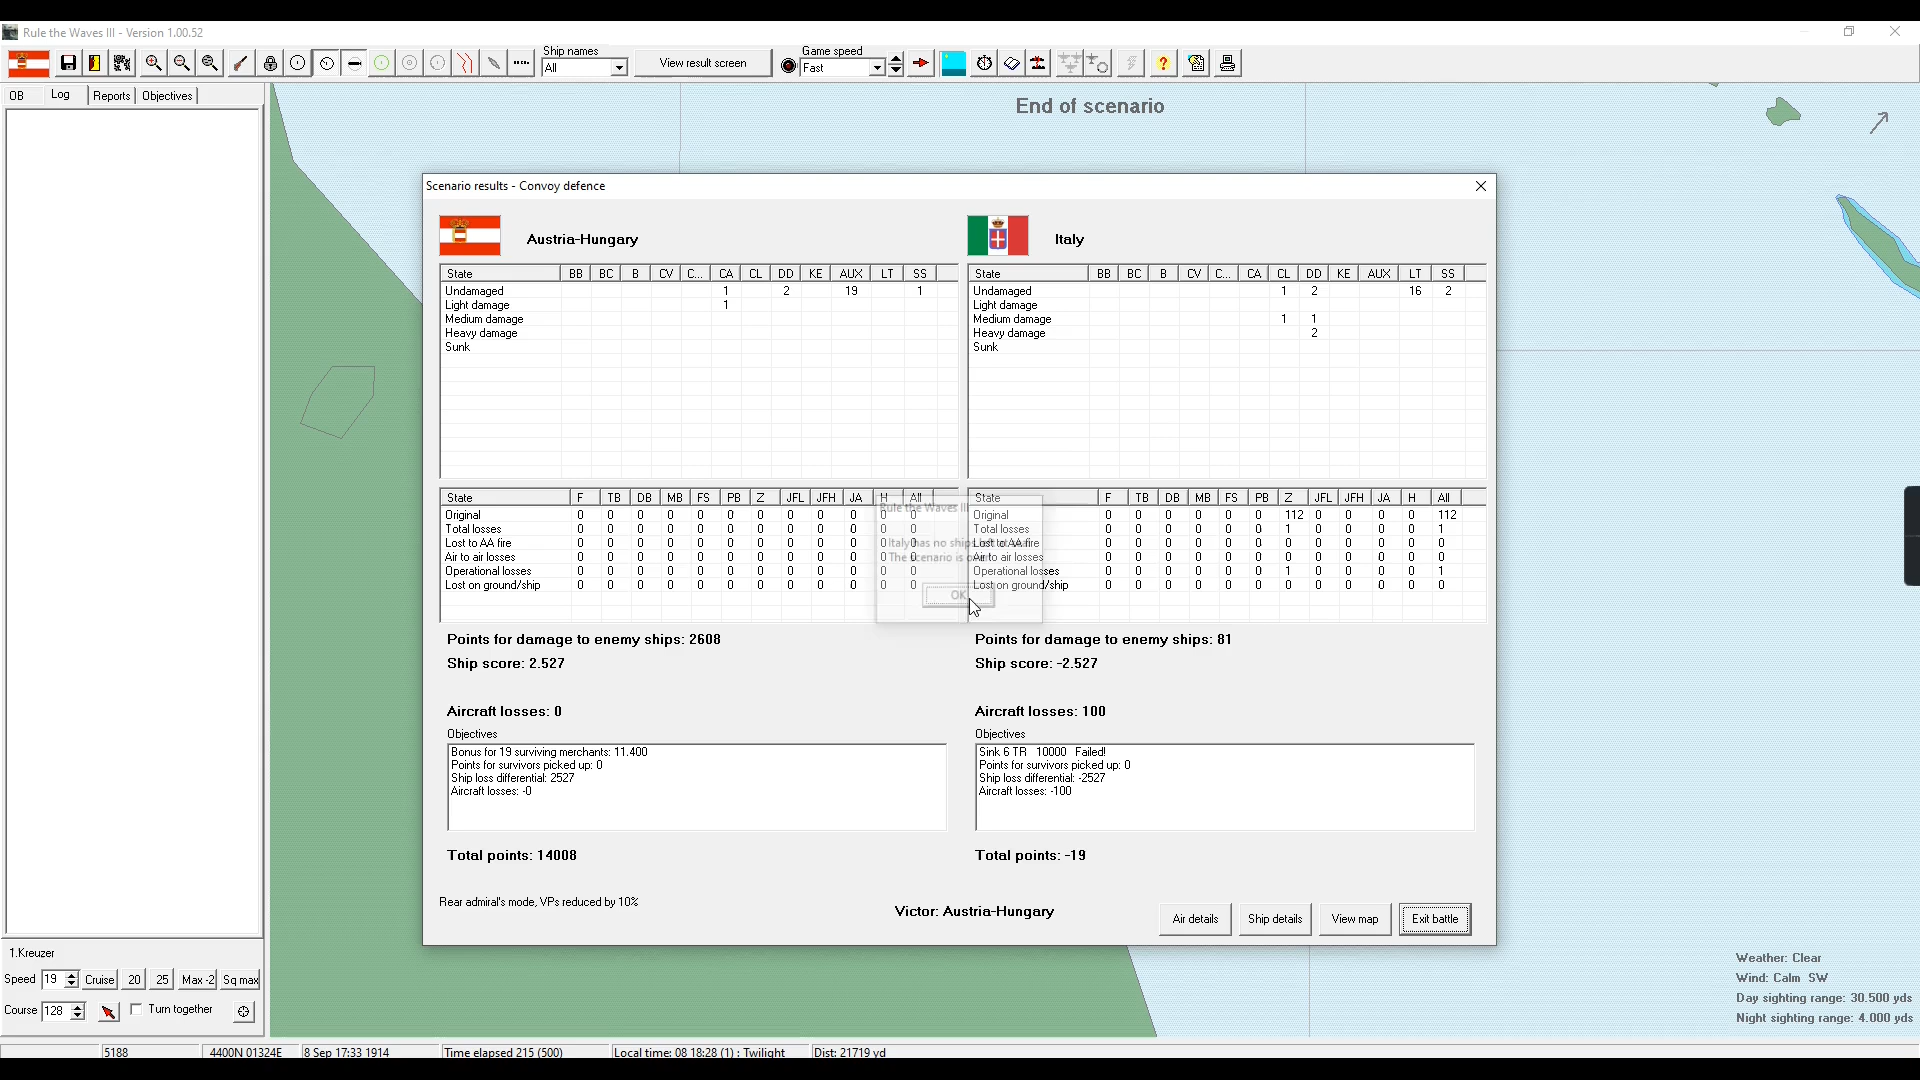 Rule the Waves III - Version 1.00.52
Ship names
All
View result screen
Game speed
Fast
OB Log Reports Objectives
End of scenario
Scenario results - Convoy defence
Austria-Hungary
State BB BC B CV C... CA CL DD KE AUX LT SS
Undamaged 1 2 19 1
Light damage 1
Medium damage
Heavy damage
Sunk
Italy
State BB BC B CV C... CA CL DD KE AUX LT SS
Undamaged 1 2 16 2
Light damage
Medium damage 1 1
Heavy damage 2
Sunk
State F TB DB MB FS PB Z JFL JFH JA H All
Original 0 0 0 0 0 0 0 0 0 0 0 0
Total losses 0 0 0 0 0 0 0 0 0 0 0 0
Lost to AA fire 0 0 0 0 0 0 0 0 0 0 0 0
Air to air losses 0 0 0 0 0 0 0 0 0 0 0 0
Operational losses 0 0 0 0 0 0 0 0 0 0 0 0
Lost on ground/ship 0 0 0 0 0 0 0 0 0 0 0 0
State F TB DB MB FS PB Z JFL JFH JA H All
Original 0 0 0 0 0 0 112 0 0 0 0 112
Total losses 0 0 0 0 0 0 1 0 0 0 0 1
Lost to AA fire 0 0 0 0 0 0 0 0 0 0 0 0
Air to air losses 0 0 0 0 0 0 0 0 0 0 0 0
Operational losses 0 0 0 0 0 0 1 0 0 0 0 1
Lost on ground/ship 0 0 0 0 0 0 0 0 0 0 0 0
Rule the Waves III
Italy has no ships
The scenario is
OK
Points for damage to enemy ships: 2608
Ship score: 2.527
Aircraft losses: 0
Objectives
Bonus for 19 surviving merchants: 11.400
Points for survivors picked up: 0
Ship loss differential: 2527
Aircraft losses: -0
Total points: 14008
Points for damage to enemy ships: 81
Ship score: -2.527
Aircraft losses: 100
Objectives
Sink 6 TR 10000 Failed!
Points for survivors picked up: 0
Ship loss differential: -2527
Aircraft losses: -100
Total points: -19
Rear admiral's mode, VPs reduced by 10%
Victor: Austria-Hungary
Air details Ship details View map Exit battle
1.Kreuzer
Speed 19 Cruise 20 25 Max -2 Sq max
Course 128 Turn together
Weather: Clear
Wind: Calm SW
Day sighting range: 30.500 yds
Night sighting range: 4.000 yds
5188 4400N 01324E 8 Sep 17:33 1914 Time elapsed 215 (500) Local time: 08 18:28 (1) : Twilight Dist: 21719 yd